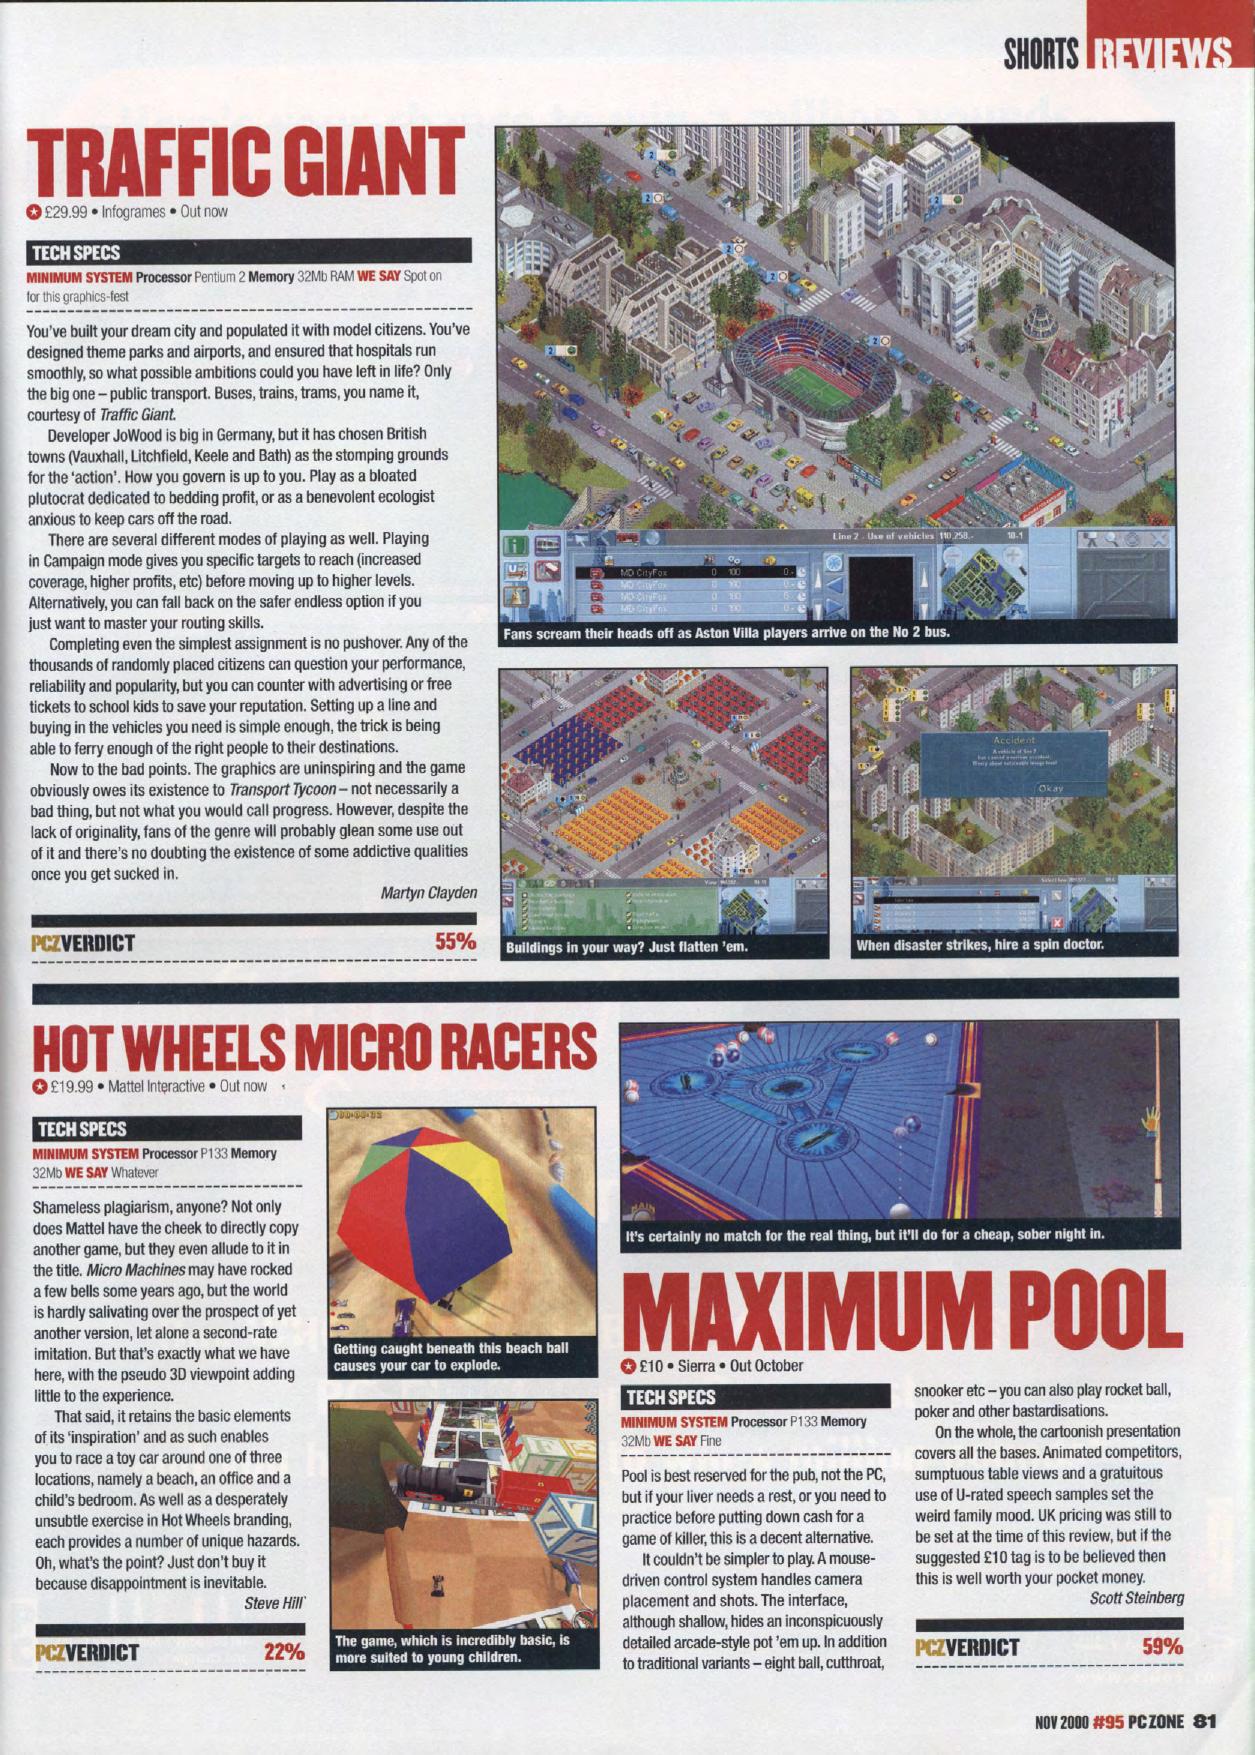 SHORTS REVIEWS
TRAFFIC GIANT
£29.99 • Infogrames • Out now
TECH SPECS
MINIMUM SYSTEM Processor Pentium 2 Memory 32Mb RAM WE SAY Spot on
for this graphics-fest
You've built your dream city and populated it with model citizens. You've
designed theme parks and airports, and ensured that hospitals run
smoothly, so what possible ambitions could you have left in life? Only
the big one – public transport. Buses, trains, trams, you name it,
courtesy of Traffic Giant.
Developer JoWood is big in Germany, but it has chosen British
towns (Vauxhall, Litchfield, Keele and Bath) as the stomping grounds
for the 'action'. How you govern is up to you. Play as a bloated
plutocrat dedicated to bedding profit, or as a benevolent ecologist
anxious to keep cars off the road.
There are several different modes of playing as well. Playing
in Campaign mode gives you specific targets to reach (increased
coverage, higher profits, etc) before moving up to higher levels.
Alternatively, you can fall back on the safer endless option if you
just want to master your routing skills.
Completing even the simplest assignment is no pushover. Any of the
thousands of randomly placed citizens can question your performance,
reliability and popularity, but you can counter with advertising or free
tickets to school kids to save your reputation. Setting up a line and
buying in the vehicles you need is simple enough, the trick is being
able to ferry enough of the right people to their destinations.
Now to the bad points. The graphics are uninspiring and the game
obviously owes its existence to Transport Tycoon – not necessarily a
bad thing, but not what you would call progress. However, despite the
lack of originality, fans of the genre will probably glean some use out
of it and there's no doubting the existence of some addictive qualities
once you get sucked in.
Martyn Clayden
PCZVERDICT 55%
Line 2 - Use of vehicles 110,258.- 10-1
MD CityFox 0 100 0.-
MD CityFox 0 100 0.-
MD CityFox 0 100 0.-
MD CityFox 0 100 0.-
Fans scream their heads off as Aston Villa players arrive on the No 2 bus.
Buildings in your way? Just flatten 'em.
Accident
Okay
When disaster strikes, hire a spin doctor.
HOT WHEELS MICRO RACERS
£19.99 • Mattel Interactive • Out now
TECH SPECS
MINIMUM SYSTEM Processor P133 Memory
32Mb WE SAY Whatever
Shameless plagiarism, anyone? Not only
does Mattel have the cheek to directly copy
another game, but they even allude to it in
the title. Micro Machines may have rocked
a few bells some years ago, but the world
is hardly salivating over the prospect of yet
another version, let alone a second-rate
imitation. But that's exactly what we have
here, with the pseudo 3D viewpoint adding
little to the experience.
That said, it retains the basic elements
of its 'inspiration' and as such enables
you to race a toy car around one of three
locations, namely a beach, an office and a
child's bedroom. As well as a desperately
unsubtle exercise in Hot Wheels branding,
each provides a number of unique hazards.
Oh, what's the point? Just don't buy it
because disappointment is inevitable.
Steve Hill
PCZVERDICT 22%
00:00:32
Getting caught beneath this beach ball
causes your car to explode.
The game, which is incredibly basic, is
more suited to young children.
MAIN
It's certainly no match for the real thing, but it'll do for a cheap, sober night in.
MAXIMUM POOL
£10 • Sierra • Out October
TECH SPECS
MINIMUM SYSTEM Processor P133 Memory
32Mb WE SAY Fine
Pool is best reserved for the pub, not the PC,
but if your liver needs a rest, or you need to
practice before putting down cash for a
game of killer, this is a decent alternative.
It couldn't be simpler to play. A mouse-
driven control system handles camera
placement and shots. The interface,
although shallow, hides an inconspicuously
detailed arcade-style pot 'em up. In addition
to traditional variants – eight ball, cutthroat,
snooker etc – you can also play rocket ball,
poker and other bastardisations.
On the whole, the cartoonish presentation
covers all the bases. Animated competitors,
sumptuous table views and a gratuitous
use of U-rated speech samples set the
weird family mood. UK pricing was still to
be set at the time of this review, but if the
suggested £10 tag is to be believed then
this is well worth your pocket money.
Scott Steinberg
PCZVERDICT 59%
NOV 2000 #95 PC ZONE 81